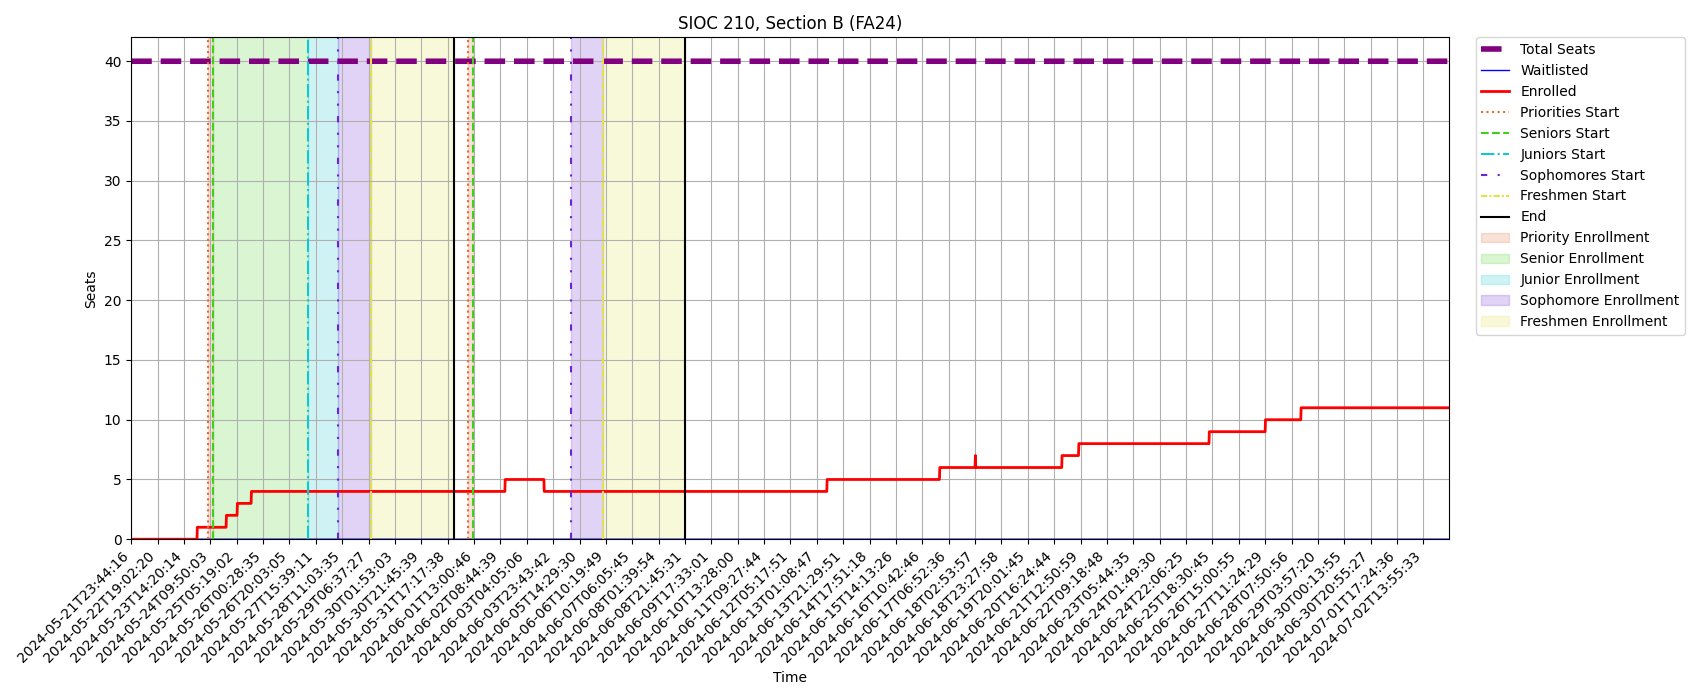 SIOC 210, Section B (FA24)
Seats
40
35
30
25
20
15
10
5
0
2024-05-21T23:44:16
2024-05-22T19:02:20
2024-05-23T14:20:14
2024-05-24T09:50:03
2024-05-25T05:19:02
2024-05-26T00:28:35
2024-05-26T20:03:05
2024-05-27T15:39:11
2024-05-28T11:03:35
2024-05-29T06:37:27
2024-05-30T01:53:03
2024-05-30T21:45:39
2024-05-31T17:17:38
2024-06-01T13:00:46
2024-06-02T08:44:39
2024-06-03T04:05:06
2024-06-03T23:43:42
2024-06-05T14:29:30
2024-06-06T10:19:49
2024-06-07T06:05:45
2024-06-08T01:39:54
2024-06-08T21:45:31
2024-06-09T17:33:01
2024-06-10T13:28:00
2024-06-11T09:27:44
2024-06-12T05:17:51
2024-06-13T01:08:47
2024-06-13T21:29:51
2024-06-14T17:51:18
2024-06-15T14:13:26
2024-06-16T10:42:46
2024-06-17T06:52:36
2024-06-18T02:53:57
2024-06-18T23:27:58
2024-06-19T20:01:45
2024-06-20T16:24:44
2024-06-21T12:50:59
2024-06-22T09:18:48
2024-06-23T05:44:35
2024-06-24T01:49:30
2024-06-24T22:06:25
2024-06-25T18:30:45
2024-06-26T15:00:55
2024-06-27T11:24:29
2024-06-28T07:50:56
2024-06-29T03:57:20
2024-06-30T00:13:55
2024-06-30T20:55:27
2024-07-01T17:24:36
2024-07-02T13:55:33
Time
Total Seats
Waitlisted
Enrolled
Priorities Start
Seniors Start
Juniors Start
Sophomores Start
Freshmen Start
End
Priority Enrollment
Senior Enrollment
Junior Enrollment
Sophomore Enrollment
Freshmen Enrollment